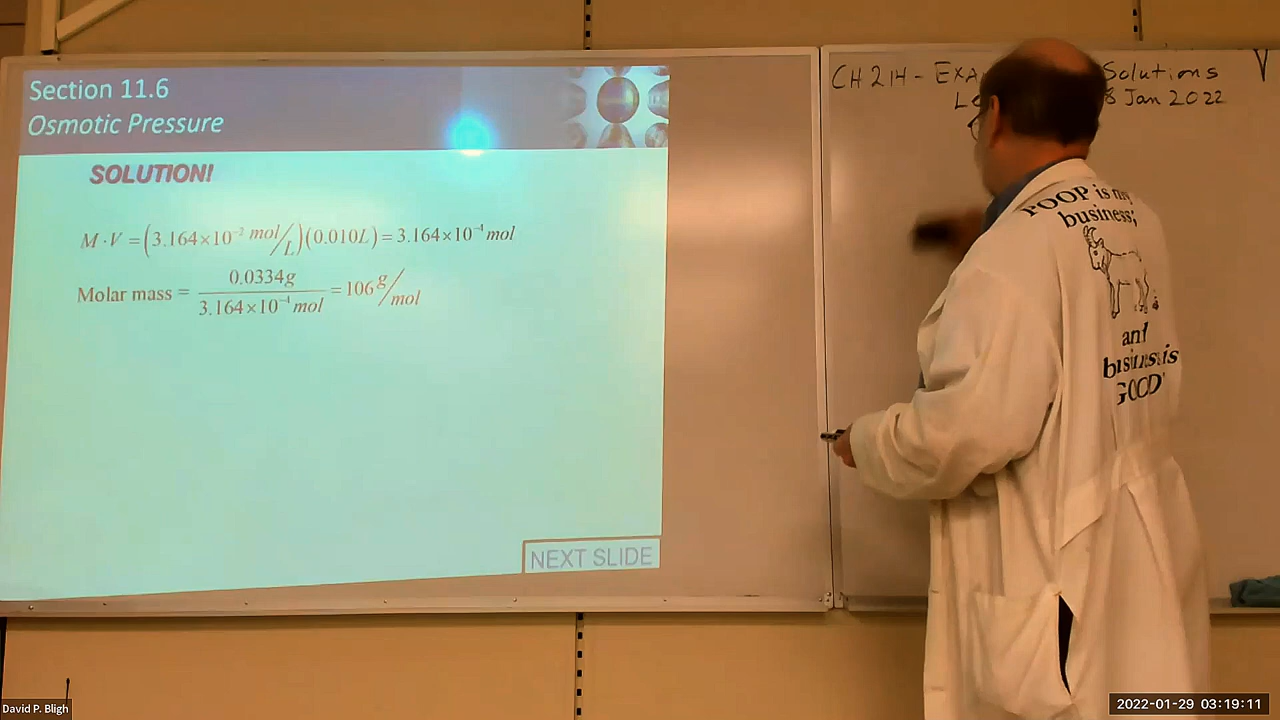 Section 11.6
Osmotic Pressure
SOLUTION!
M · V = (3.164×10⁻² mol/L)(0.010L) = 3.164×10⁻⁴ mol
Molar mass = 0.0334g / 3.164×10⁻⁴ mol = 106 g/mol
NEXT SLIDE
CH 21H - EXA Solutions V
Le 8 Jan 2022
POOP is my
business;
and
business is
GOOD
David P. Bligh
2022-01-29 03:19:11